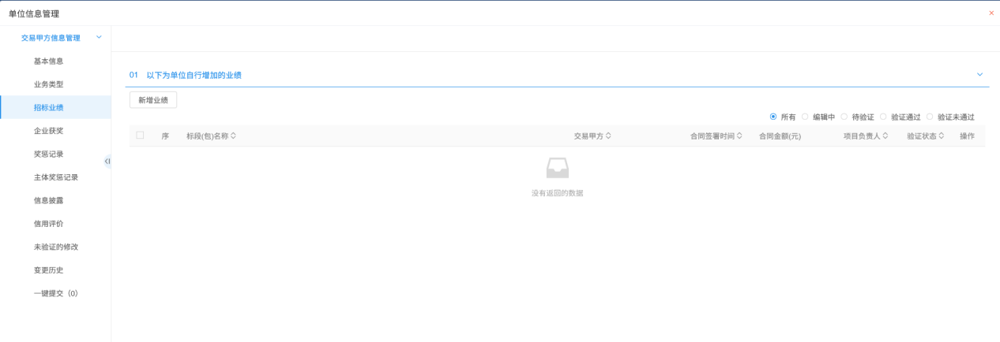 单位信息管理
交易甲方信息管理
基本信息
业务类型
招标业绩
企业获奖
奖惩记录
主体奖惩记录
信息披露
信用评价
未验证的修改
变更历史
一键提交（0）
01 以下为单位自行增加的业绩
新增业绩
所有 编辑中 待验证 验证通过 验证未通过
序 标段(包)名称 交易甲方 合同签署时间 合同金额(元) 项目负责人 验证状态 操作
没有返回的数据